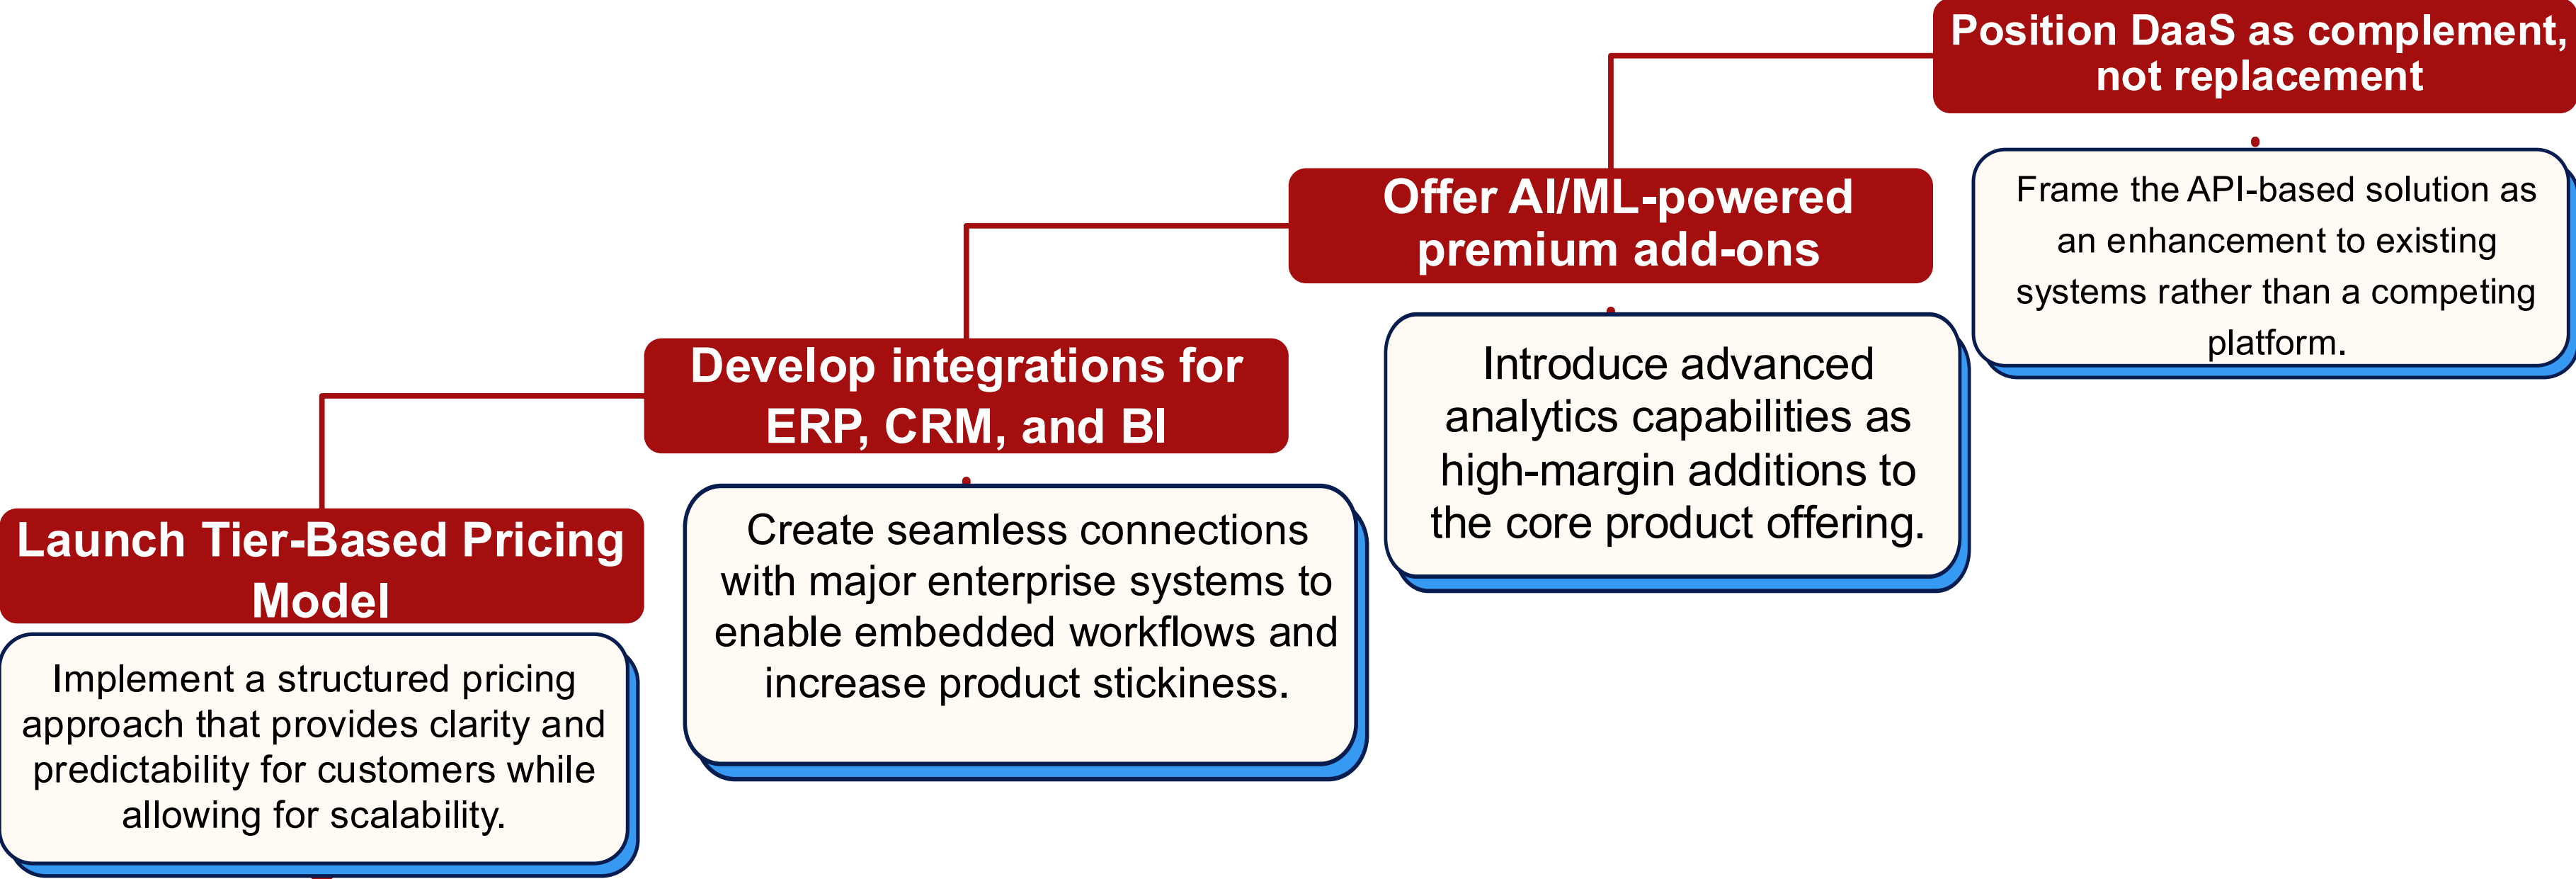 Position DaaS as complement,
not replacement
Frame the API-based solution as
an enhancement to existing
systems rather than a competing
platform.
Offer AI/ML-powered
premium add-ons
Introduce advanced
analytics capabilities as
high-margin additions to
the core product offering.
Develop integrations for
ERP, CRM, and BI
Create seamless connections
with major enterprise systems to
enable embedded workflows and
increase product stickiness.
Launch Tier-Based Pricing
Model
Implement a structured pricing
approach that provides clarity and
predictability for customers while
allowing for scalability.